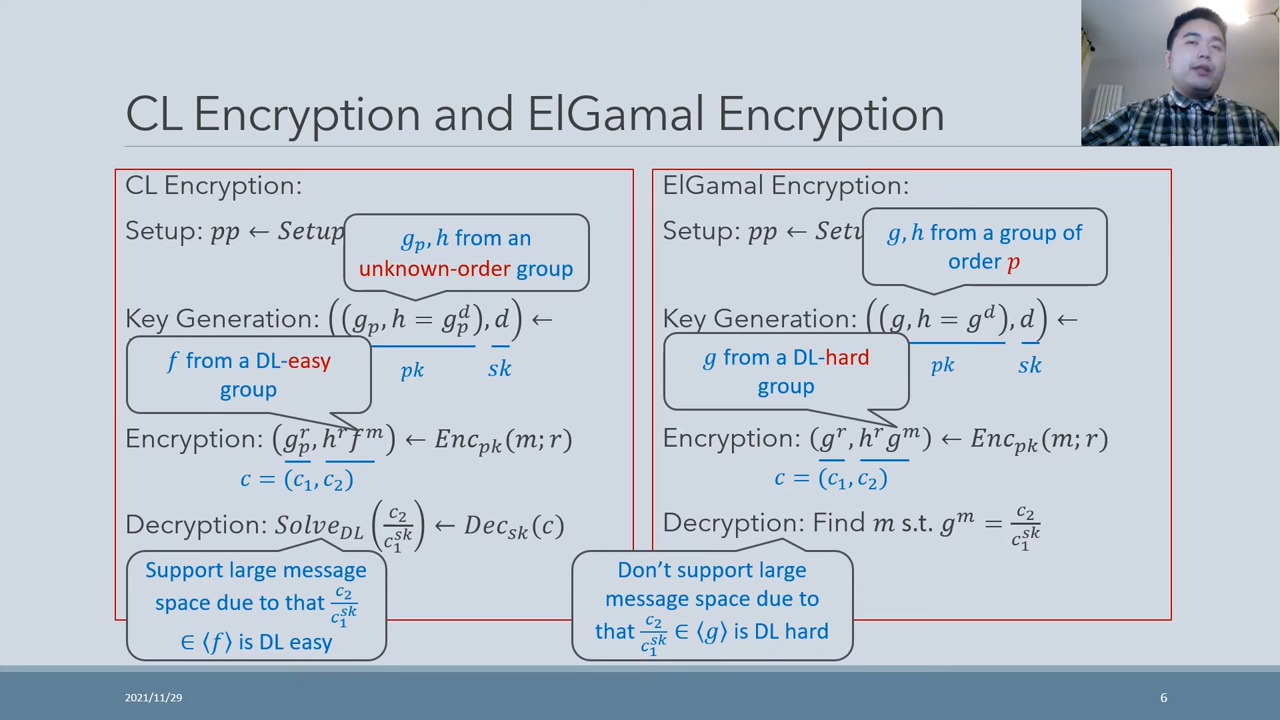 CL Encryption and ElGamal Encryption
CL Encryption:
Setup: 𝑝𝑝 ← 𝑆𝑒𝑡𝑢𝑝
g_p, h from an
unknown-order group
Key Generation: ((g_p, h = g_p^d), d) ←
pk sk
f from a DL-easy
group
Encryption: (g_p^r, h^r f^m) ← Enc_pk(m; r)
c = (c_1, c_2)
Decryption: Solve_DL (c_2 / c_1^sk) ← Dec_sk(c)
Support large message
space due to that c_2 / c_1^sk
∈ ⟨f⟩ is DL easy
ElGamal Encryption:
Setup: pp ← Setu
g, h from a group of
order p
Key Generation: ((g, h = g^d), d) ←
pk sk
g from a DL-hard
group
Encryption: (g^r, h^r g^m) ← Enc_pk(m; r)
c = (c_1, c_2)
Decryption: Find m s.t. g^m = c_2 / c_1^sk
Don't support large
message space due to
that c_2 / c_1^sk ∈ ⟨g⟩ is DL hard
2021/11/29
6